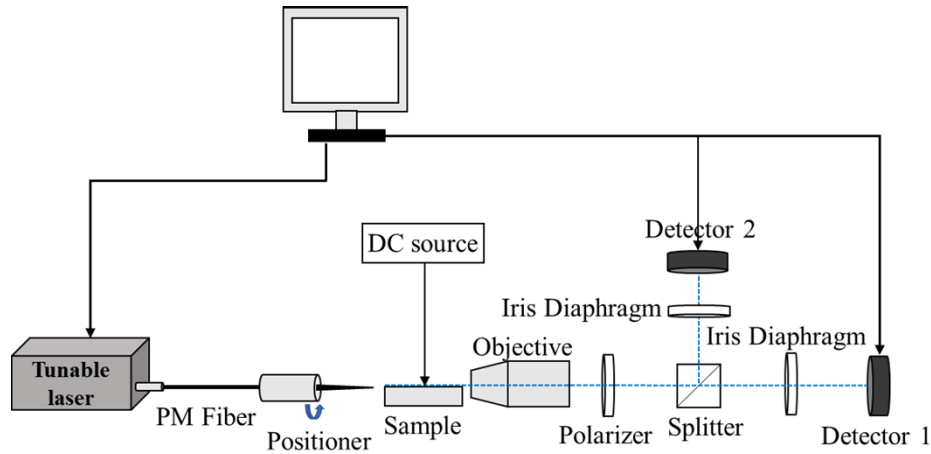 DC source
Detector 2
Iris Diaphragm
Iris Diaphragm
Objective
Tunable
laser
PM Fiber
Positioner
Sample
Polarizer
Splitter
Detector 1